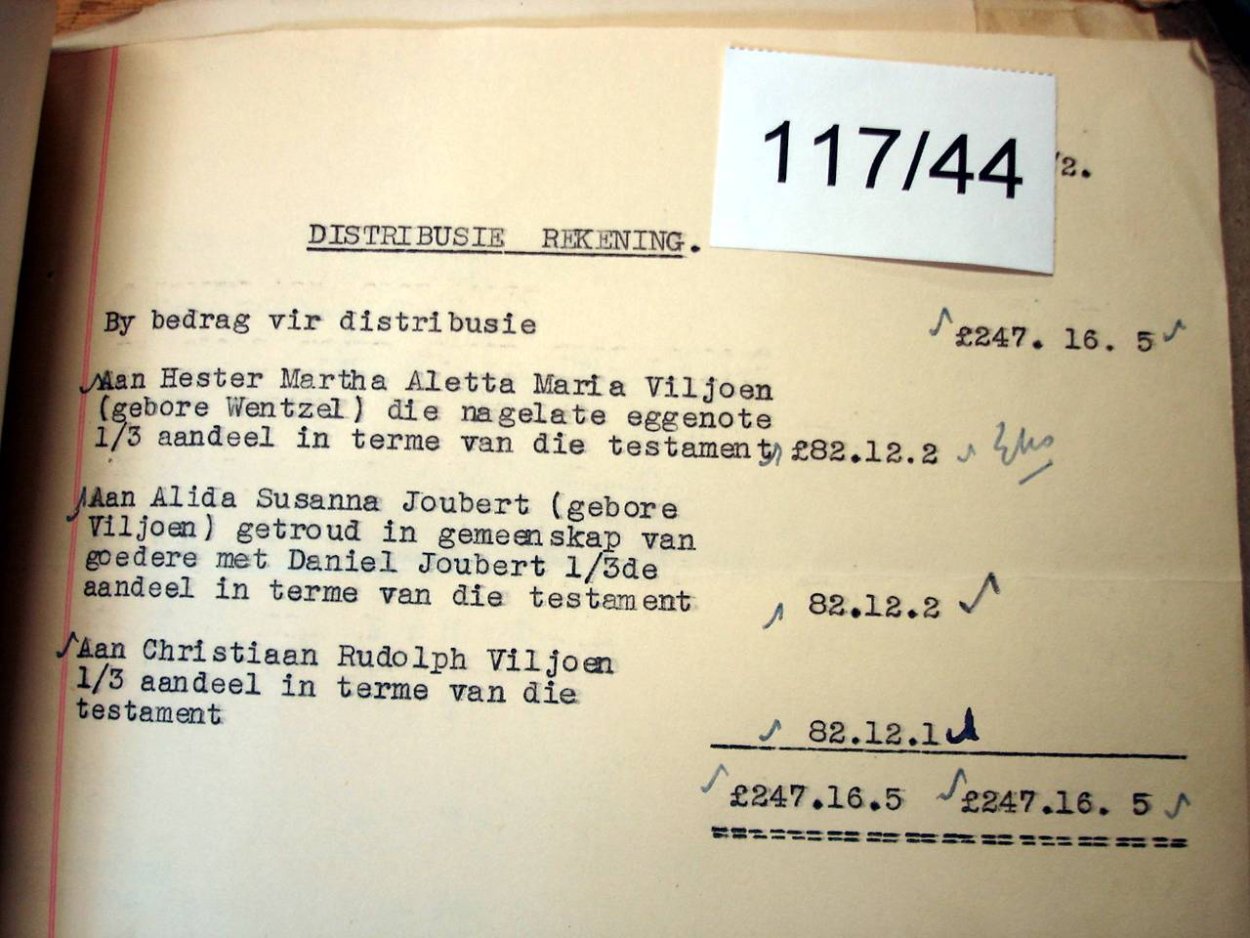 117/44
/2.
DISTRIBUSIE REKENING.
By bedrag vir distribusie £247. 16. 5
Aan Hester Martha Aletta Maria Viljoen
(gebore Wentzel) die nagelate eggenote
1/3 aandeel in terme van die testament £82.12.2
Aan Alida Susanna Joubert (gebore
Viljoen) getroud in gemeenskap van
goedere met Daniel Joubert 1/3de
aandeel in terme van die testament 82.12.2
Aan Christiaan Rudolph Viljoen
1/3 aandeel in terme van die
testament
82.12.1
£247.16.5 £247.16. 5